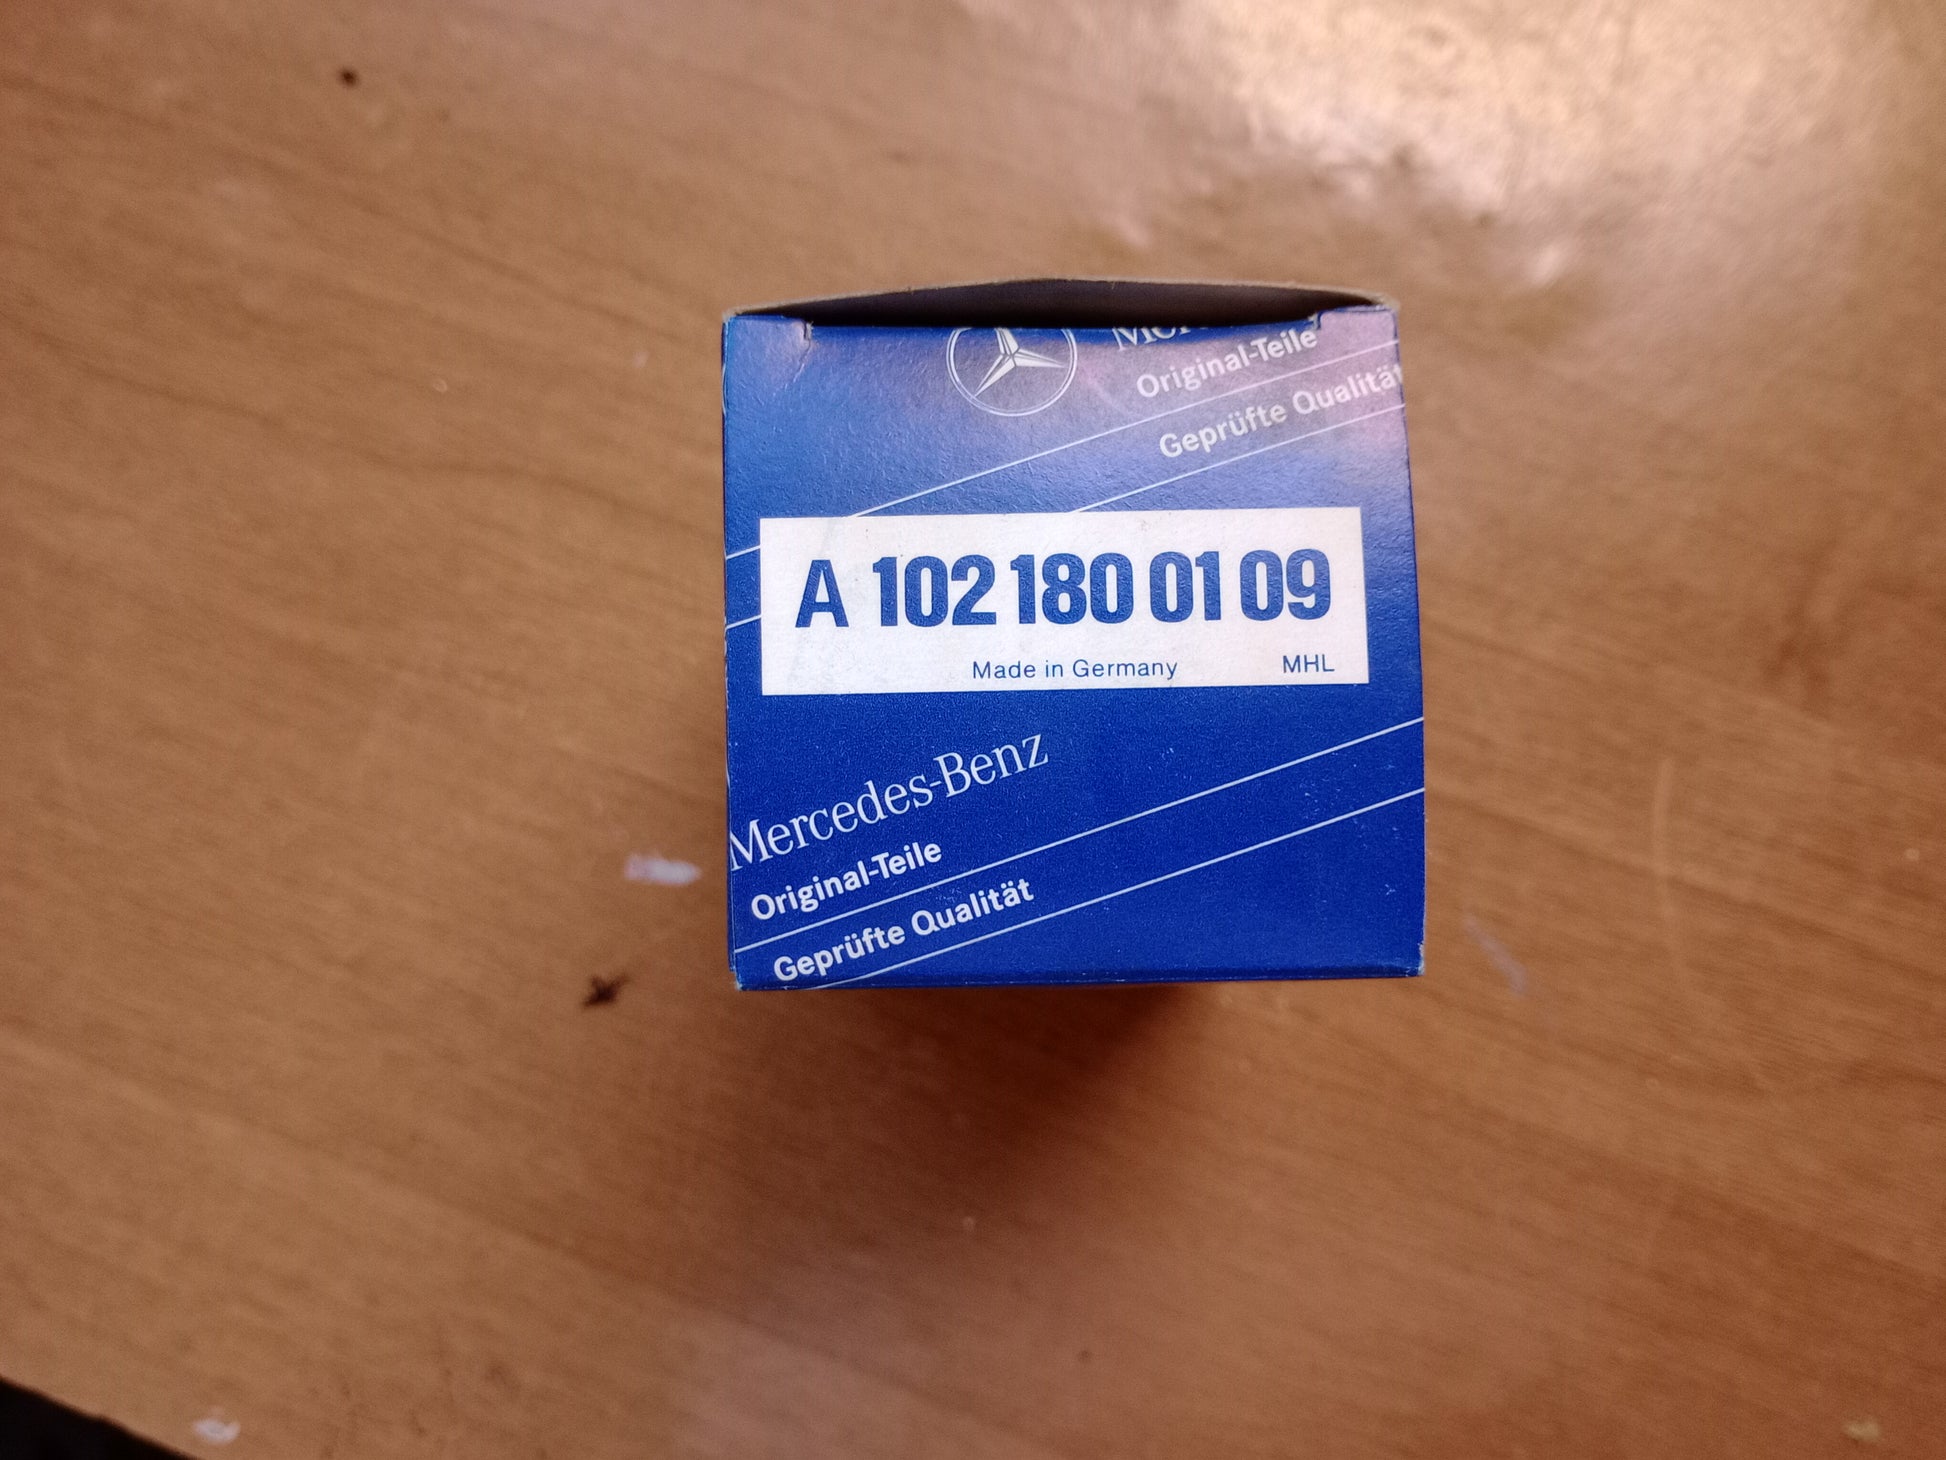 Original-Teile
Geprüfte Qualität
A 102 180 01 09
Made in Germany MHL
Mercedes-Benz
Original-Teile
Geprüfte Qualität